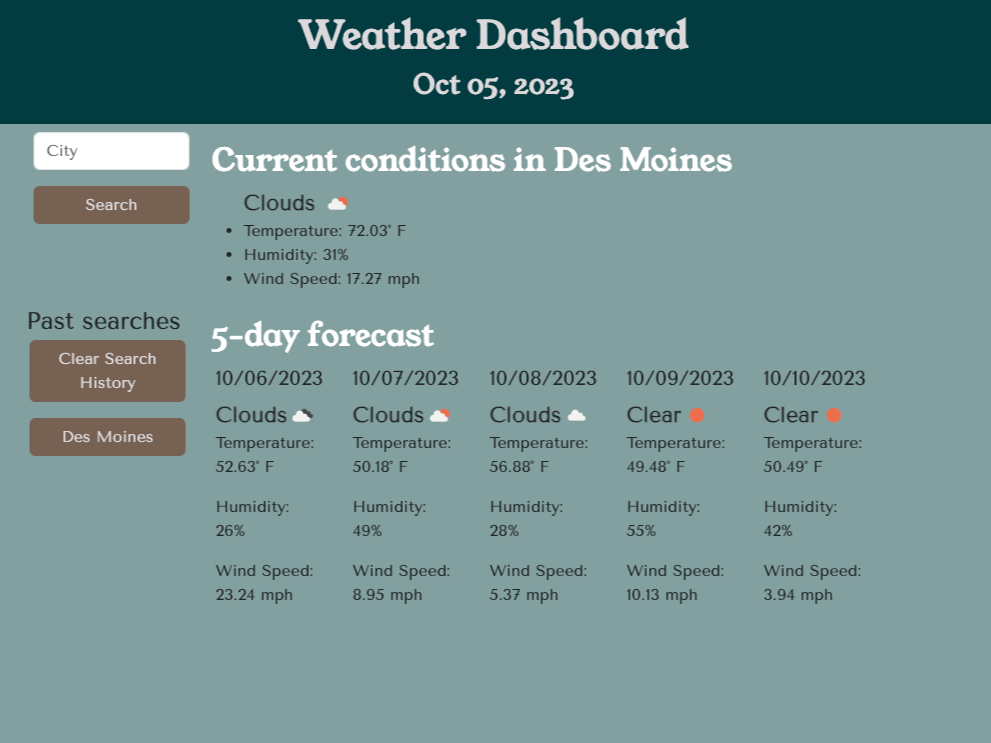 Weather Dashboard
Oct 05, 2023
City
Search
Past searches
Clear Search
History
Des Moines
Current conditions in Des Moines
Clouds
• Temperature: 72.03° F
• Humidity: 31%
• Wind Speed: 17.27 mph
5-day forecast
10/06/2023
Clouds
Temperature:
52.63° F
Humidity:
26%
Wind Speed:
23.24 mph
10/07/2023
Clouds
Temperature:
50.18° F
Humidity:
49%
Wind Speed:
8.95 mph
10/08/2023
Clouds
Temperature:
56.88° F
Humidity:
28%
Wind Speed:
5.37 mph
10/09/2023
Clear
Temperature:
49.48° F
Humidity:
55%
Wind Speed:
10.13 mph
10/10/2023
Clear
Temperature:
50.49° F
Humidity:
42%
Wind Speed:
3.94 mph